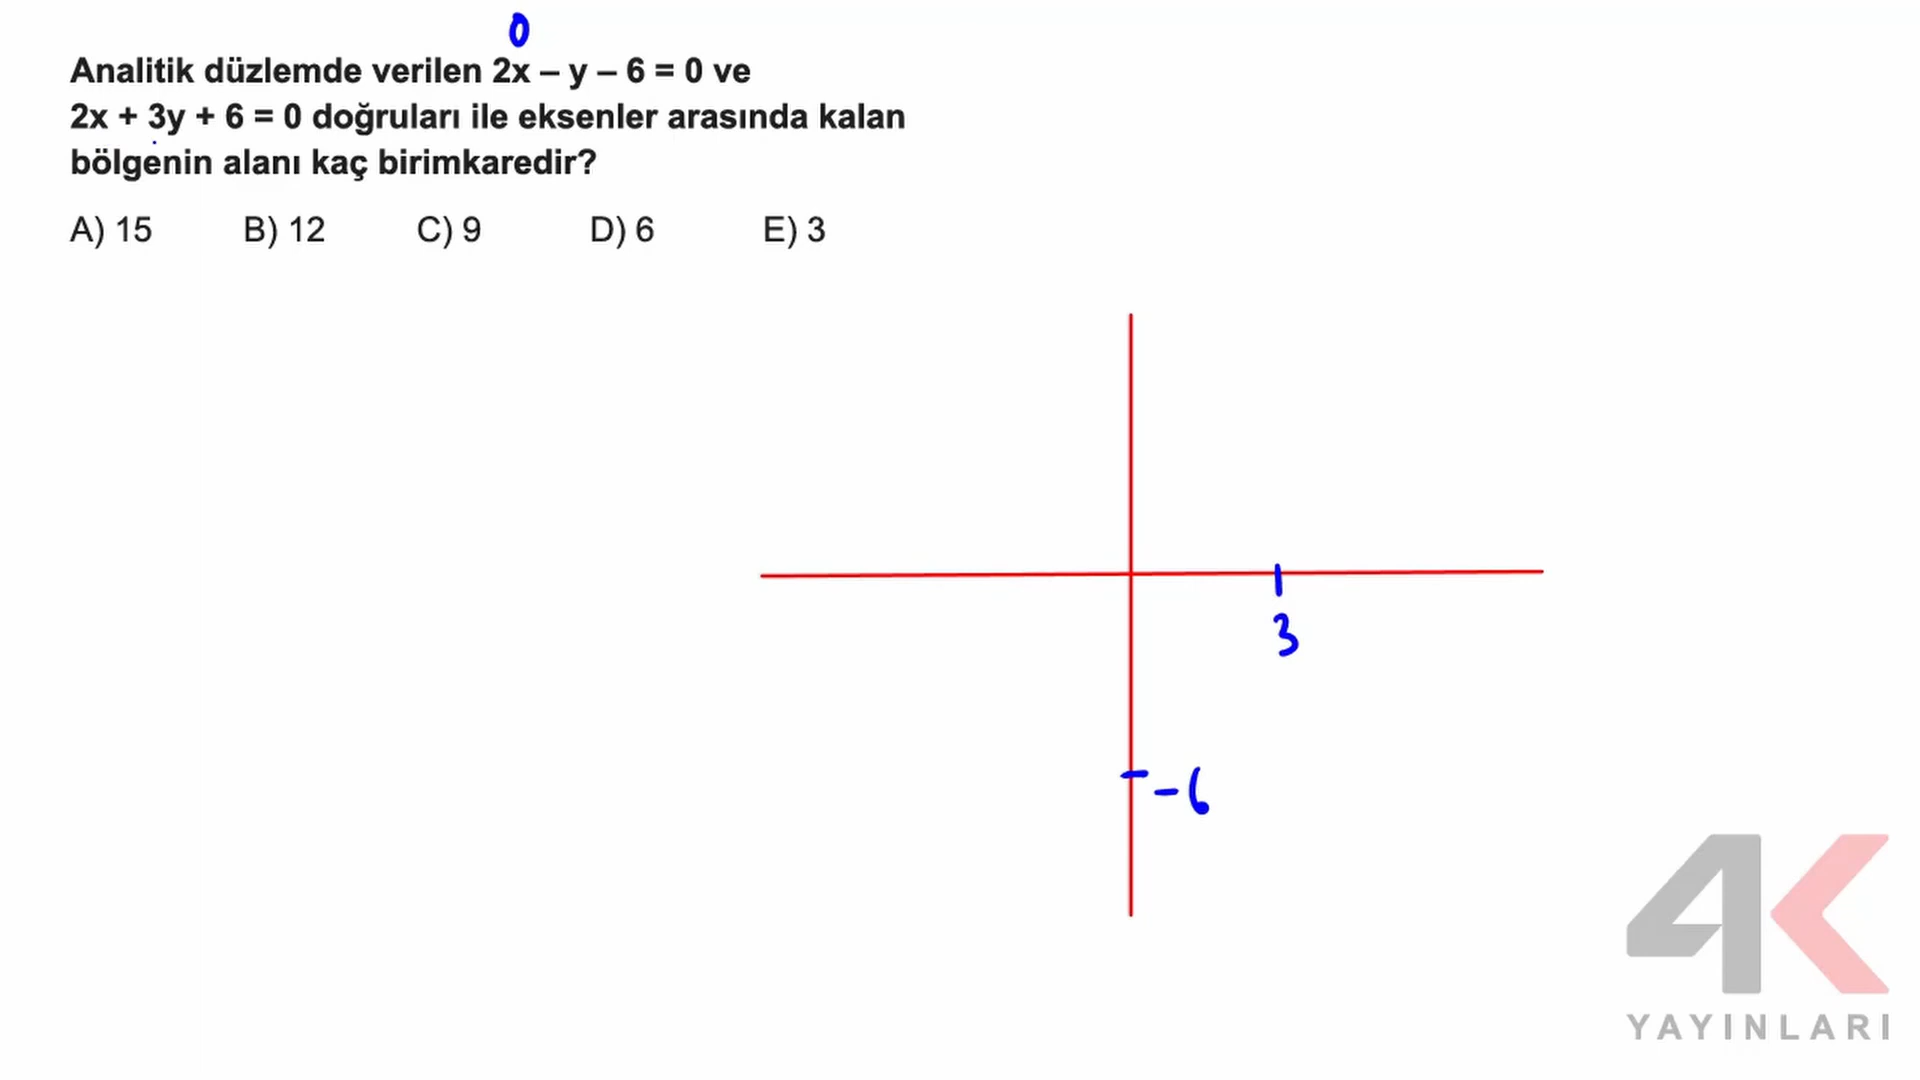 0
Analitik düzlemde verilen 2x – y – 6 = 0 ve
2x + 3y + 6 = 0 doğruları ile eksenler arasında kalan
bölgenin alanı kaç birimkaredir?
A) 15 B) 12 C) 9 D) 6 E) 3
3
-6
4K
YAYINLARI